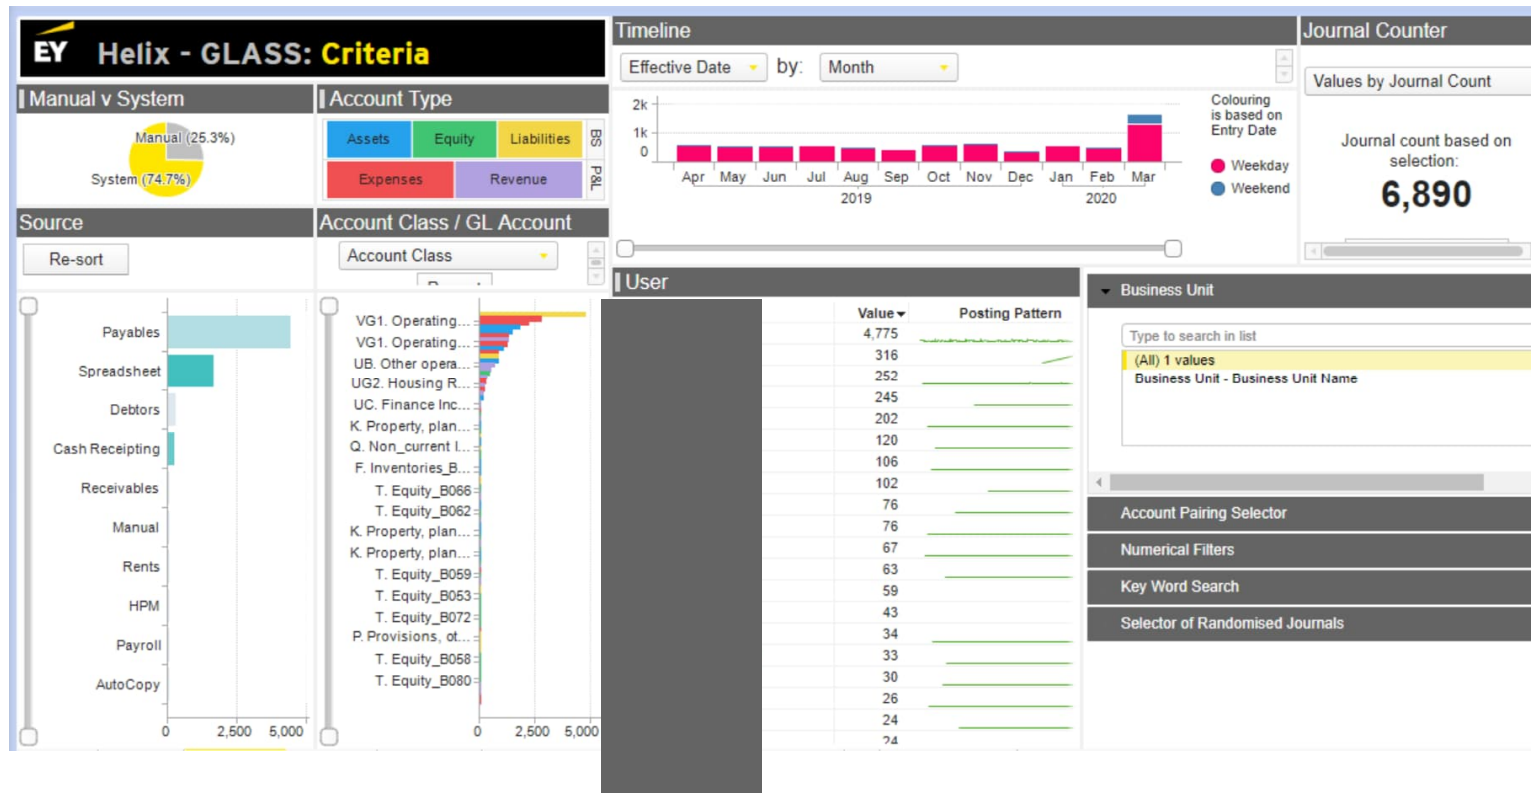 EY Helix - GLASS: Criteria
Timeline
Journal Counter
Effective Date by: Month
Values by Journal Count
Manual v System
Account Type
Manual (25.3%)
System (74.7%)
Assets Equity Liabilities BS
Expenses Revenue P&L
2k
1k
0
Apr May Jun Jul Aug Sep Oct Nov Dec Jan Feb Mar
2019 2020
Colouring
is based on
Entry Date
Weekday
Weekend
Journal count based on
selection:
6,890
Source
Re-sort
Account Class / GL Account
Account Class
Payables
Spreadsheet
Debtors
Cash Receipting
Receivables
Manual
Rents
HPM
Payroll
AutoCopy
0 2,500 5,000
VG1. Operating...
VG1. Operating...
UB. Other opera...
UG2. Housing R...
UC. Finance Inc...
K. Property, plan...
Q. Non_current l...
F. Inventories_B...
T. Equity_B066
T. Equity_B062
K. Property, plan...
K. Property, plan...
T. Equity_B059
T. Equity_B053
T. Equity_B072
P. Provisions, ot...
T. Equity_B058
T. Equity_B080
0 2,500 5,000
User
Value Posting Pattern
4,775
316
252
245
202
120
106
102
76
76
67
63
59
43
34
33
30
26
24
24
Business Unit
Type to search in list
(All) 1 values
Business Unit - Business Unit Name
Account Pairing Selector
Numerical Filters
Key Word Search
Selector of Randomised Journals